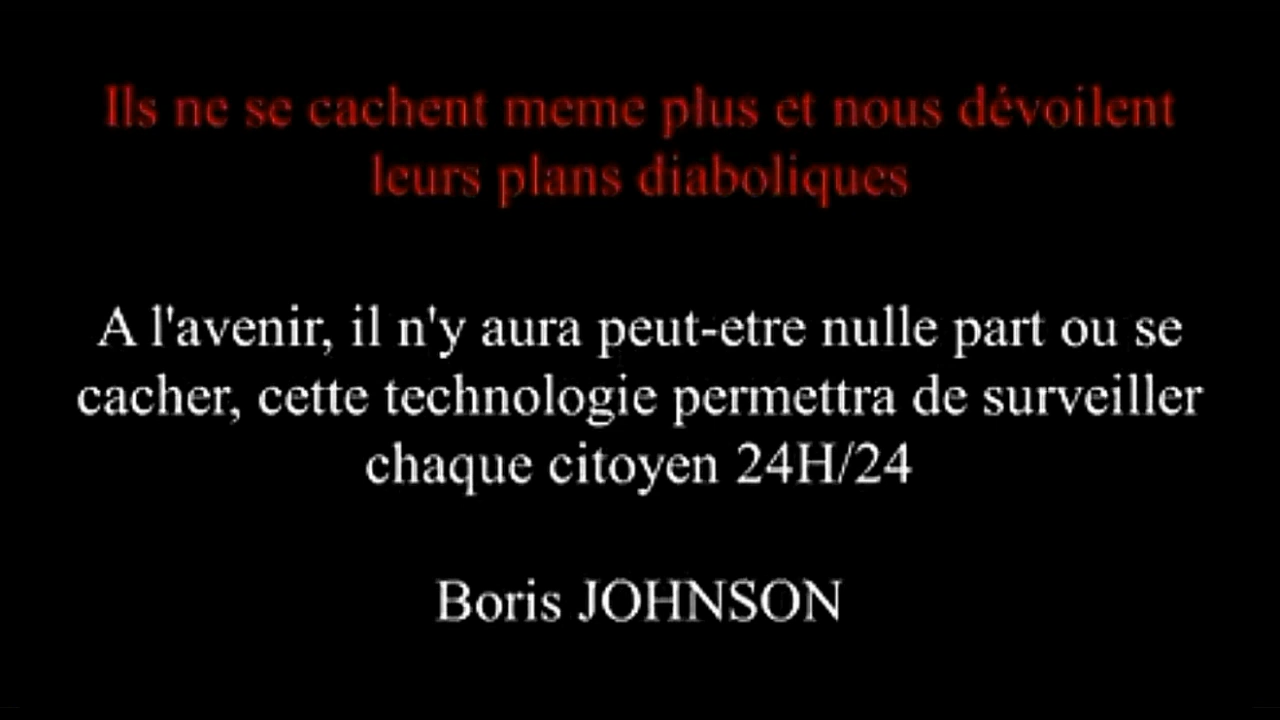 Ils ne se cachent meme plus et nous dévoilent
leurs plans diaboliques
A l'avenir, il n'y aura peut-etre nulle part ou se
cacher, cette technologie permettra de surveiller
chaque citoyen 24H/24
Boris JOHNSON